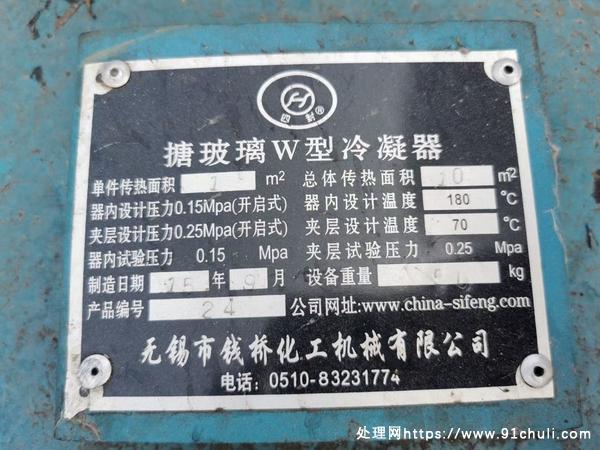 四封®
搪玻璃W型冷凝器
单件传热面积 1 m² 总体传热面积 10 m²
器内设计压力0.15Mpa(开启式) 器内设计温度 180 °C
夹层设计压力0.25Mpa(开启式) 夹层设计温度 70 °C
器内试验压力 0.15 Mpa 夹层试验压力 0.25 Mpa
制造日期 15 年 9 月 设备重量 kg
产品编号 24 公司网址:www.china-sifeng.com
无锡市钱桥化工机械有限公司
电话: 0510-83231774
处理网https://www.91chuli.com/